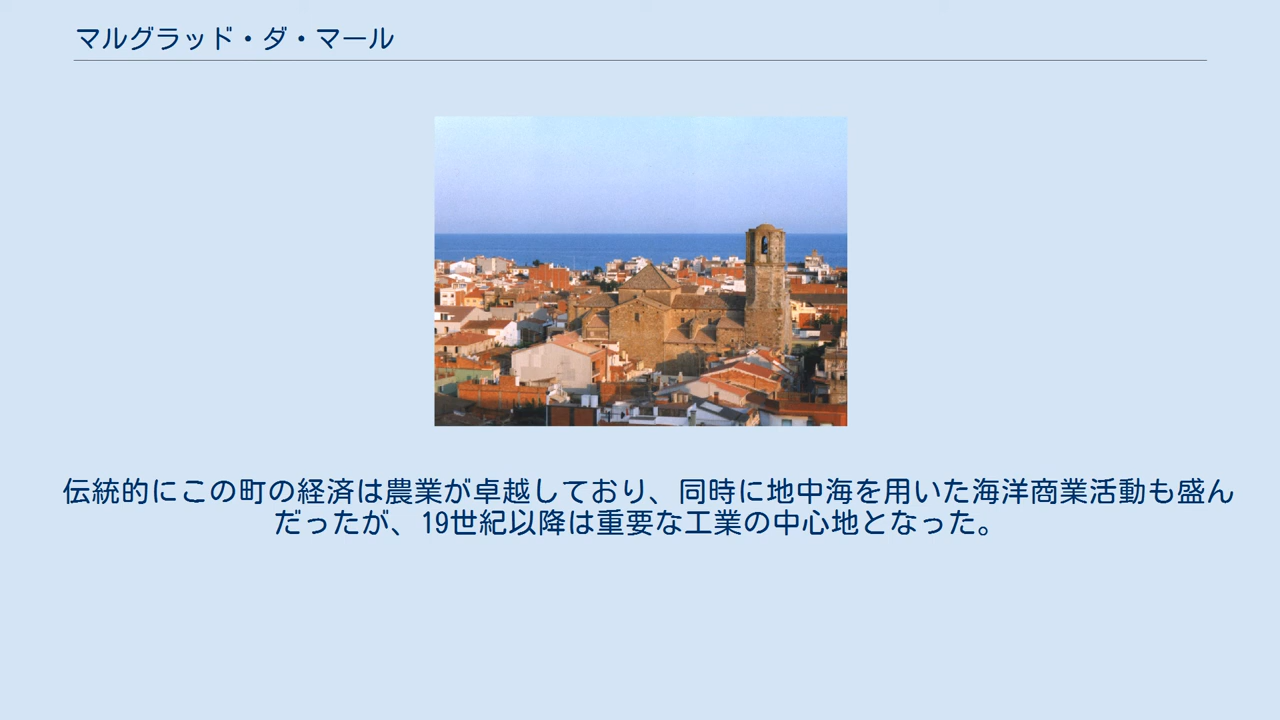 マルグラッド・ダ・マール
伝統的にこの町の経済は農業が卓越しており、同時に地中海を用いた海洋商業活動も盛ん
だったが、19世紀以降は重要な工業の中心地となった。